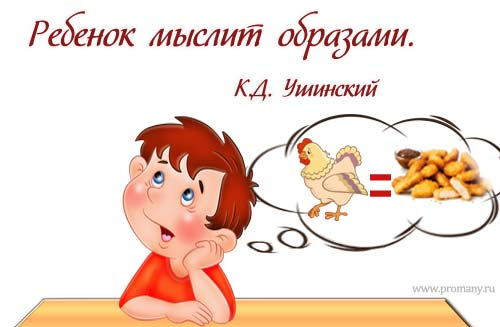 Ребенок мыслит образами.
К.Д. Ушинский
=
www.promany.ru